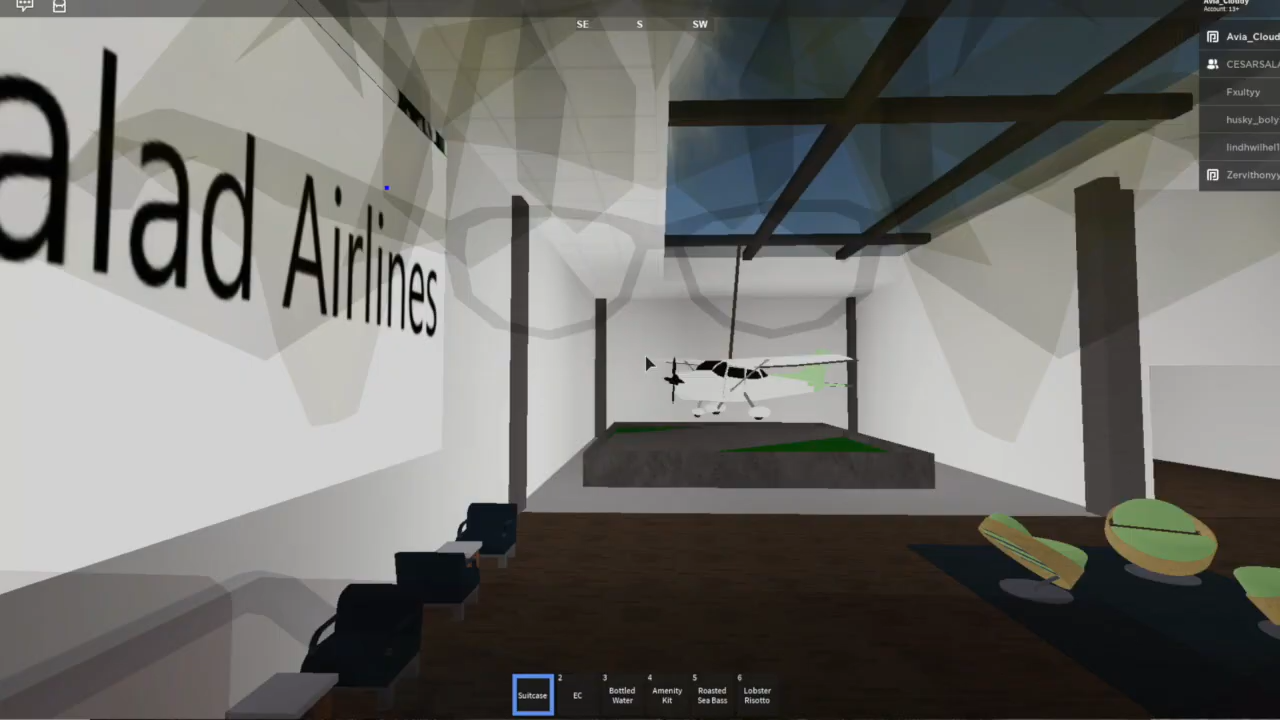 Avia_Cloudy
Account: 13+
SE S SW
Avia_Cloud
CESARSALA
Fxultyy
husky_boly
lindhwilhel1
Zervithonyy
alad Airlines
Suitcase
2 EC
3 Bottled Water
4 Amenity Kit
5 Roasted Sea Bass
6 Lobster Risotto